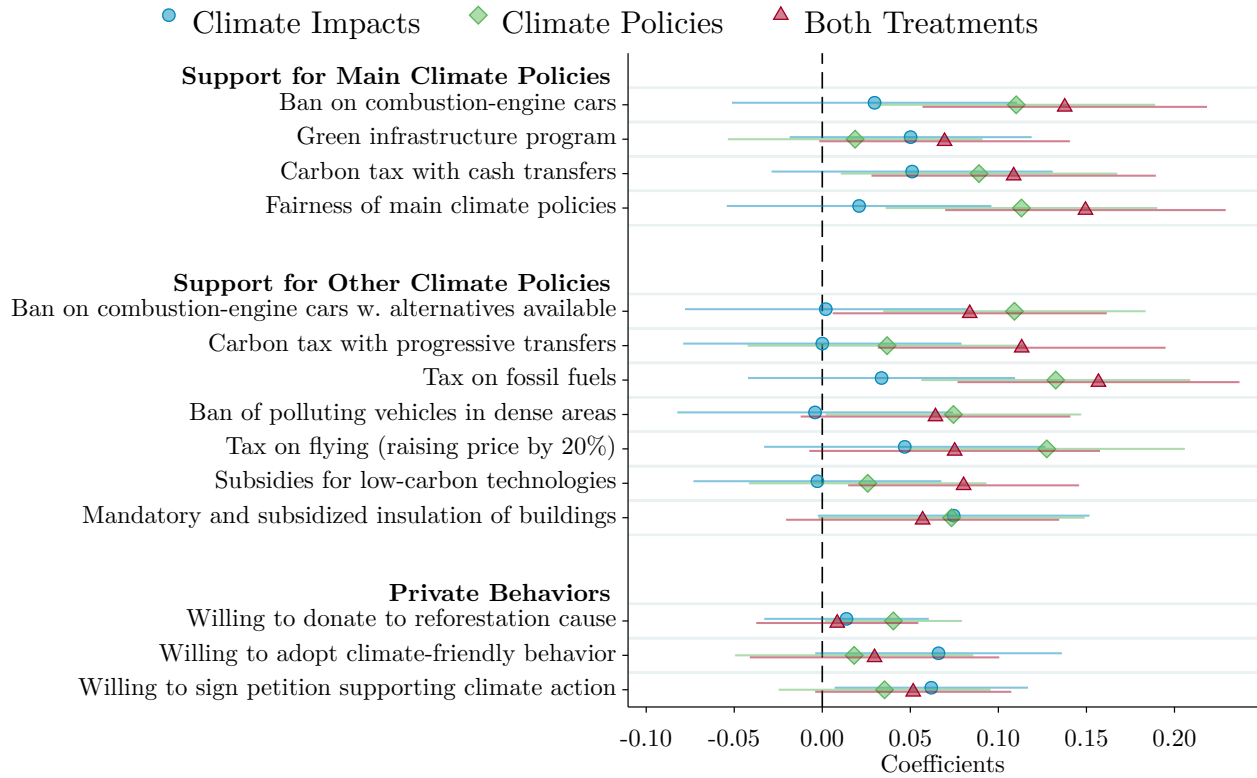 Climate Impacts Climate Policies Both Treatments
Support for Main Climate Policies
Ban on combustion-engine cars
Green infrastructure program
Carbon tax with cash transfers
Fairness of main climate policies
Support for Other Climate Policies
Ban on combustion-engine cars w. alternatives available
Carbon tax with progressive transfers
Tax on fossil fuels
Ban of polluting vehicles in dense areas
Tax on flying (raising price by 20%)
Subsidies for low-carbon technologies
Mandatory and subsidized insulation of buildings
Private Behaviors
Willing to donate to reforestation cause
Willing to adopt climate-friendly behavior
Willing to sign petition supporting climate action
-0.10 -0.05 0.00 0.05 0.10 0.15 0.20
Coefficients